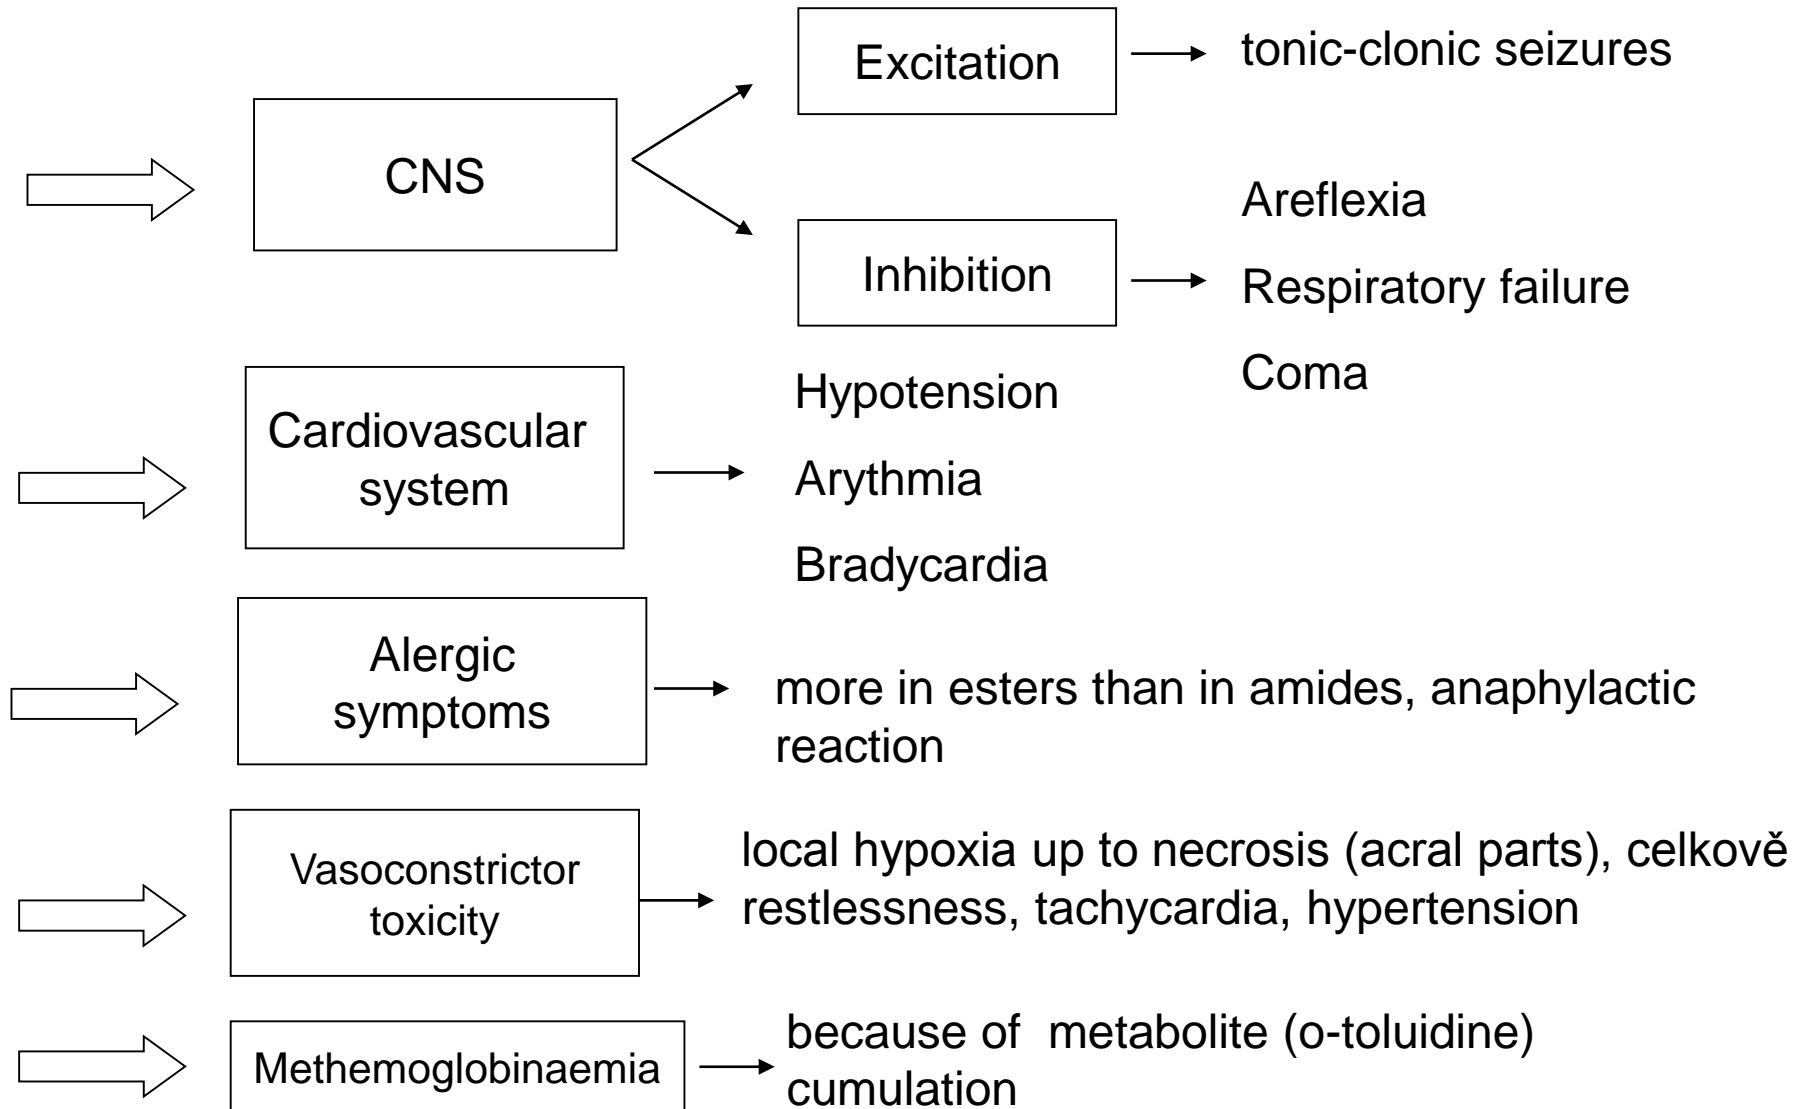 Excitation
tonic-clonic seizures
CNS
Inhibition
Areflexia
Respiratory failure
Coma
Cardiovascular
system
Hypotension
Arythmia
Bradycardia
Alergic
symptoms
more in esters than in amides, anaphylactic
reaction
Vasoconstrictor
toxicity
local hypoxia up to necrosis (acral parts), celkově
restlessness, tachycardia, hypertension
Methemoglobinaemia
because of metabolite (o-toluidine)
cumulation